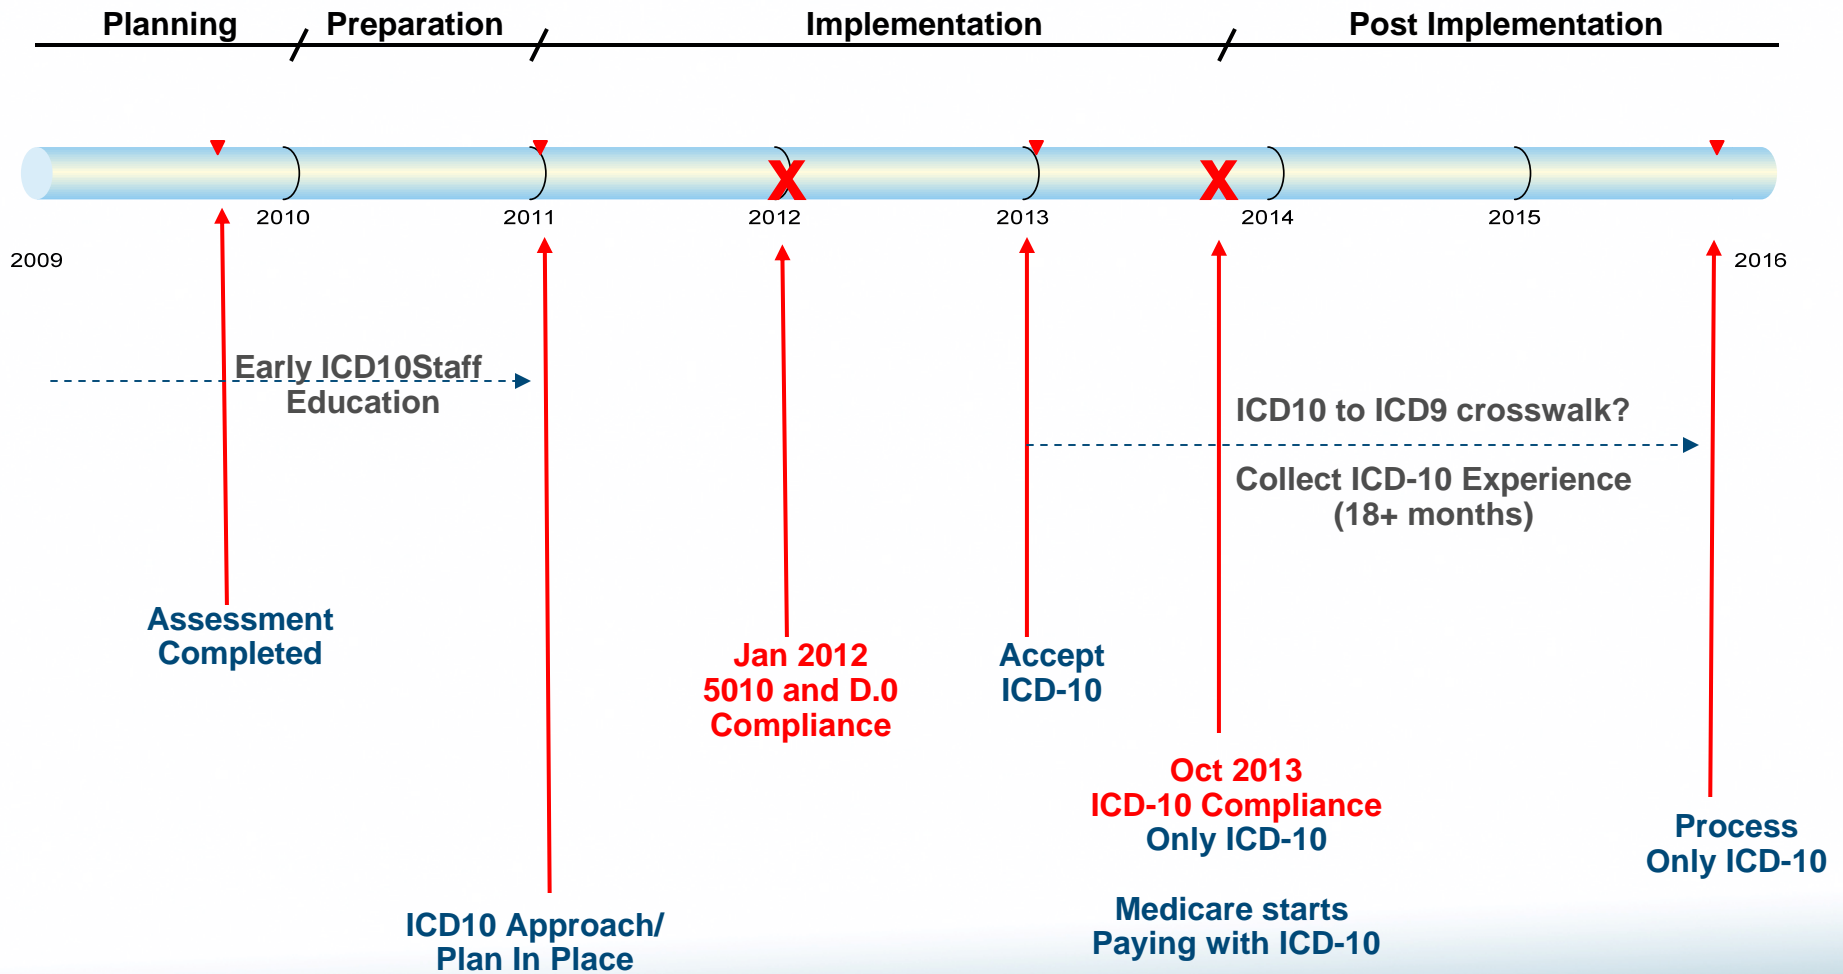 Planning
Preparation
Implementation
Post Implementation
X
X
2010
2011
2012
2013
2014
2015
2009
2016
Early ICD10Staff
Education
ICD10 to ICD9 crosswalk?
Collect ICD-10 Experience
(18+ months)
Assessment
Completed
Jan 2012
5010 and D.0
Compliance
Accept
ICD-10
Oct 2013
ICD-10 Compliance
Only ICD-10
Process
Only ICD-10
Medicare starts
Paying with ICD-10
ICD10 Approach/
Plan In Place